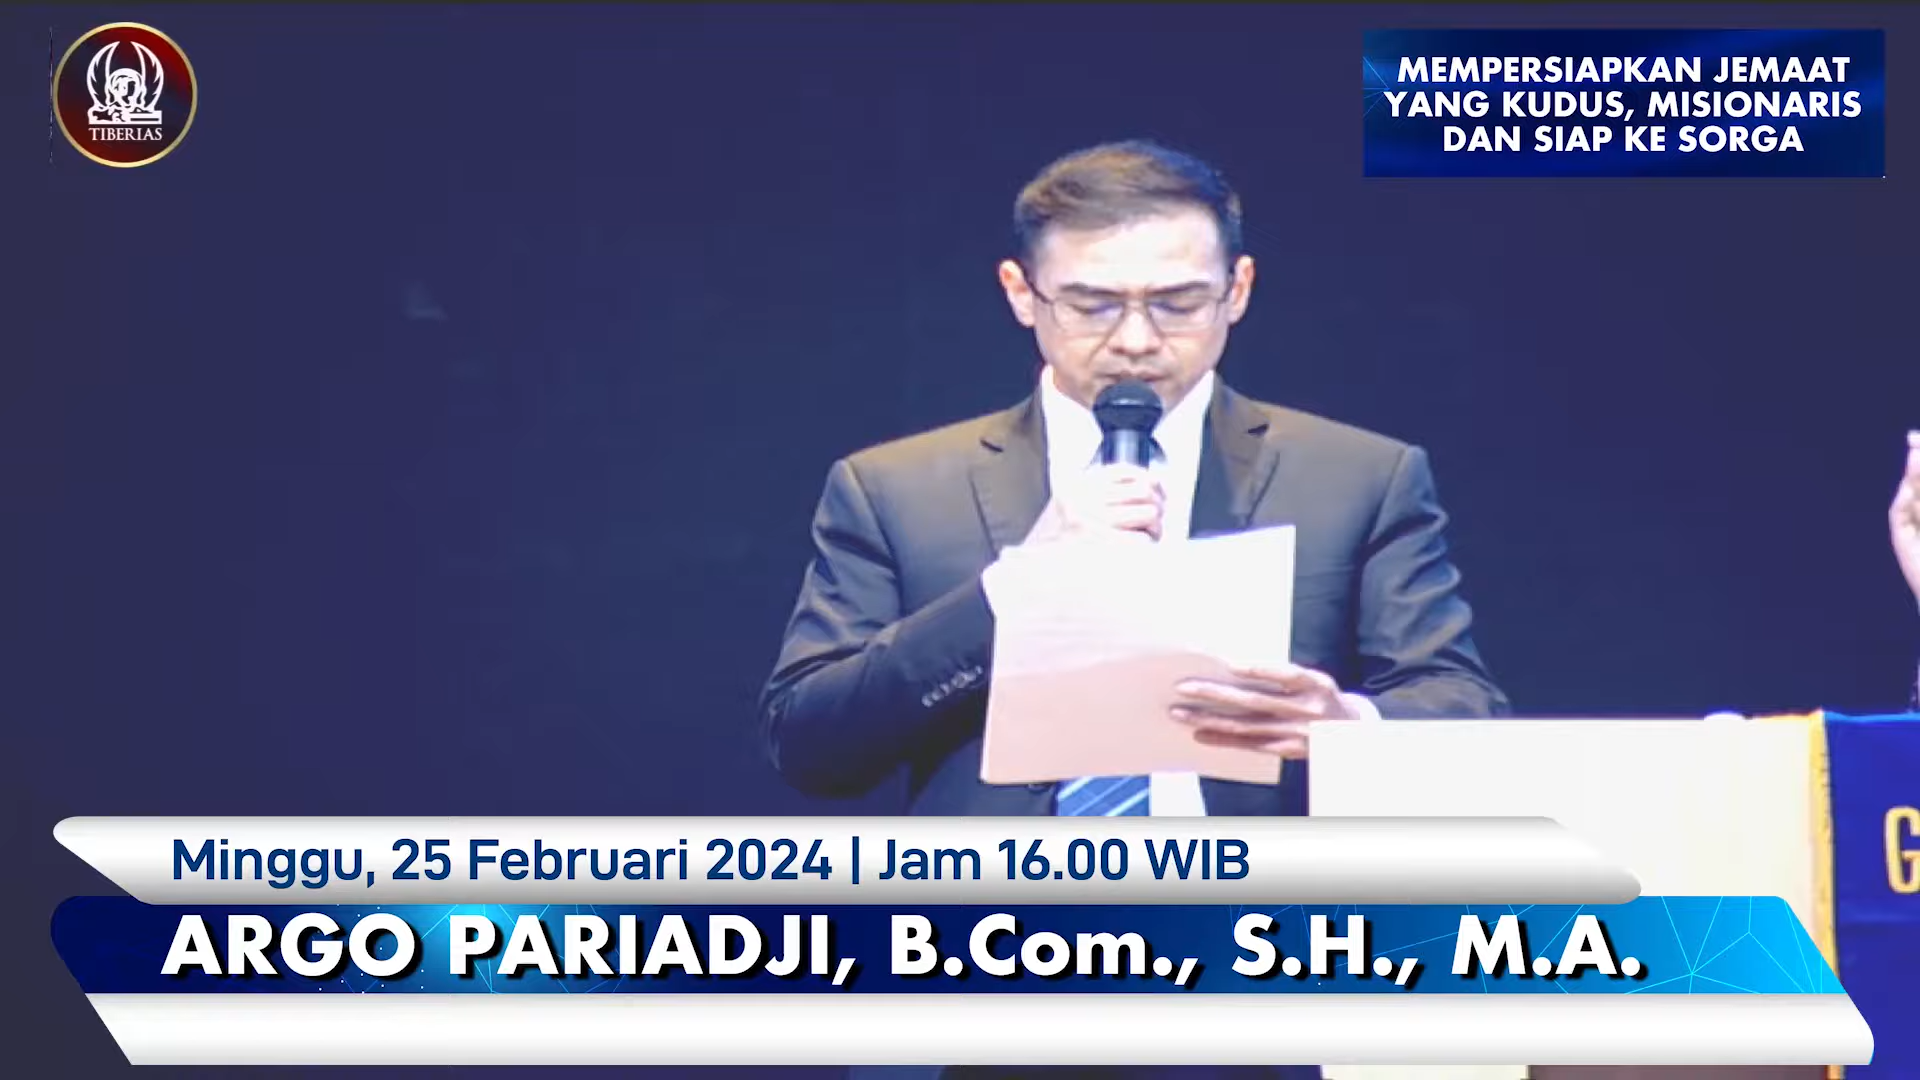 TIBERIAS
MEMPERSIAPKAN JEMAAT
YANG KUDUS, MISIONARIS
DAN SIAP KE SORGA
G
Minggu, 25 Februari 2024 | Jam 16.00 WIB
ARGO PARIADJI, B.Com., S.H., M.A.